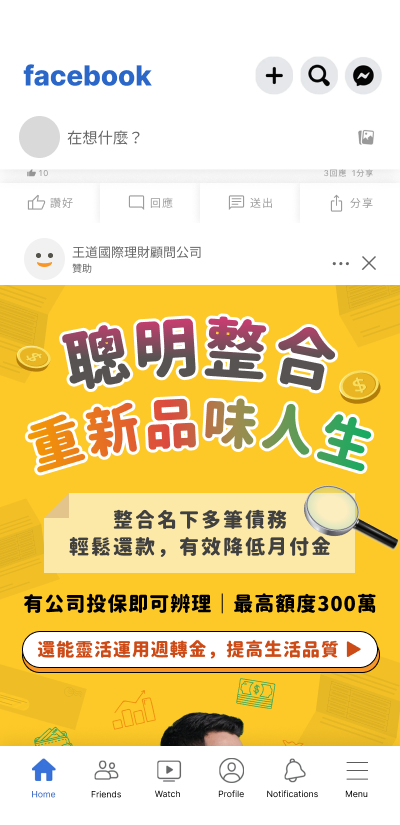 facebook
在想什麼？
10
3回應 1分享
讚好
回應
送出
分享
王道國際理財顧問公司
贊助
聰明整合
重新品味人生
整合名下多筆債務
輕鬆還款，有效降低月付金
有公司投保即可辨理｜最高額度300萬
還能靈活運用週轉金，提高生活品質 ▶
Home
Friends
Watch
Profile
Notifications
Menu